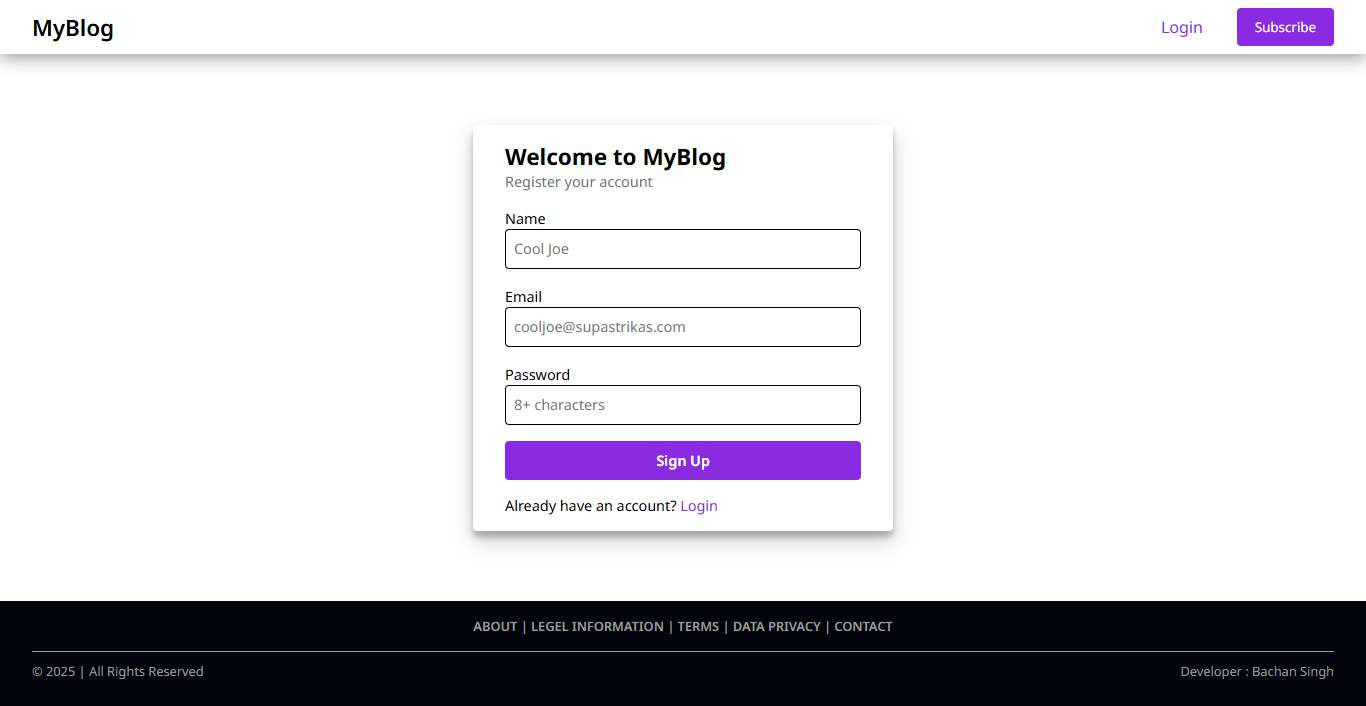 MyBlog
Login
Subscribe
Welcome to MyBlog
Register your account
Name
Cool Joe
Email
cooljoe@supastrikas.com
Password
8+ characters
Sign Up
Already have an account? Login
ABOUT | LEGEL INFORMATION | TERMS | DATA PRIVACY | CONTACT
© 2025 | All Rights Reserved
Developer : Bachan Singh